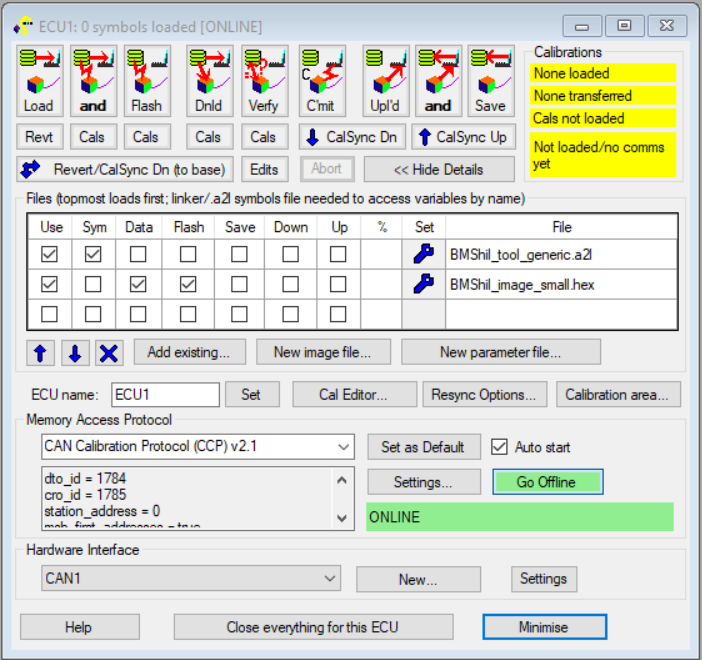 ECU1: 0 symbols loaded [ONLINE]
Load and Flash Dnld Verfy C C'mit Upl'd and Save
Revt Cals Cals Cals Cals CalSync Dn CalSync Up
Revert/CalSync Dn (to base) Edits Abort << Hide Details
Calibrations
None loaded
None transferred
Cals not loaded
Not loaded/no comms
yet
Files (topmost loads first; linker/.a2l symbols file needed to access variables by name)
Use Sym Data Flash Save Down Up % Set File
BMShil_tool_generic.a2l
BMShil_image_small.hex
Add existing... New image file... New parameter file...
ECU name: ECU1 Set Cal Editor... Resync Options... Calibration area...
Memory Access Protocol
CAN Calibration Protocol (CCP) v2.1 Set as Default Auto start
dto_id = 1784
cro_id = 1785
station_address = 0
msb_first_addresses = true
Settings... Go Offline
ONLINE
Hardware Interface
CAN1 New... Settings
Help Close everything for this ECU Minimise